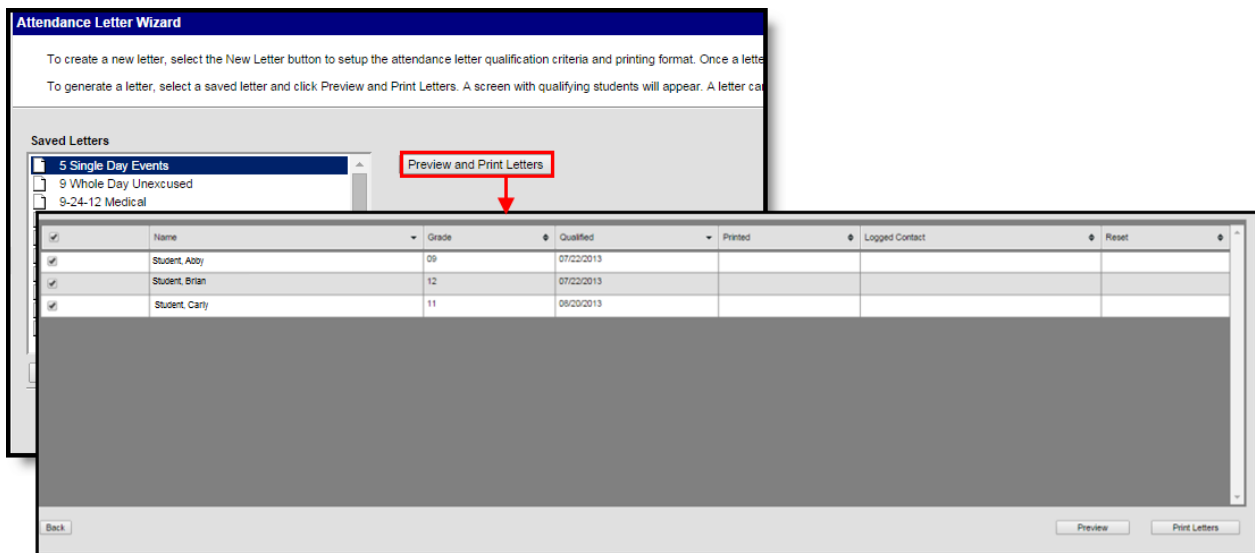 Attendance Letter Wizard
To create a new letter, select the New Letter button to setup the attendance letter qualification criteria and printing format. Once a lette
To generate a letter, select a saved letter and click Preview and Print Letters. A screen with qualifying students will appear. A letter ca
Saved Letters
5 Single Day Events
Preview and Print Letters
9 Whole Day Unexcused
9-24-12 Medical
Name Grade Qualified Printed Logged Contact Reset
Student, Abby 09 07/22/2013
Student, Brian 12 07/22/2013
Student, Carly 11 08/20/2013
Back Preview Print Letters